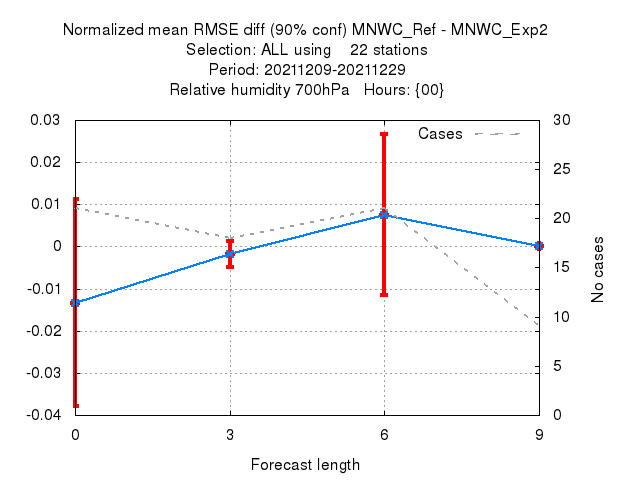 Normalized mean RMSE diff (90% conf) MNWC_Ref - MNWC_Exp2
Selection: ALL using    22 stations
Period: 20211209-20211229
Relative humidity 700hPa   Hours: {00}
0.03
0.02
0.01
0
-0.01
-0.02
-0.03
-0.04
Cases
30
25
20
15
10
5
0
No cases
0 3 6 9
Forecast length